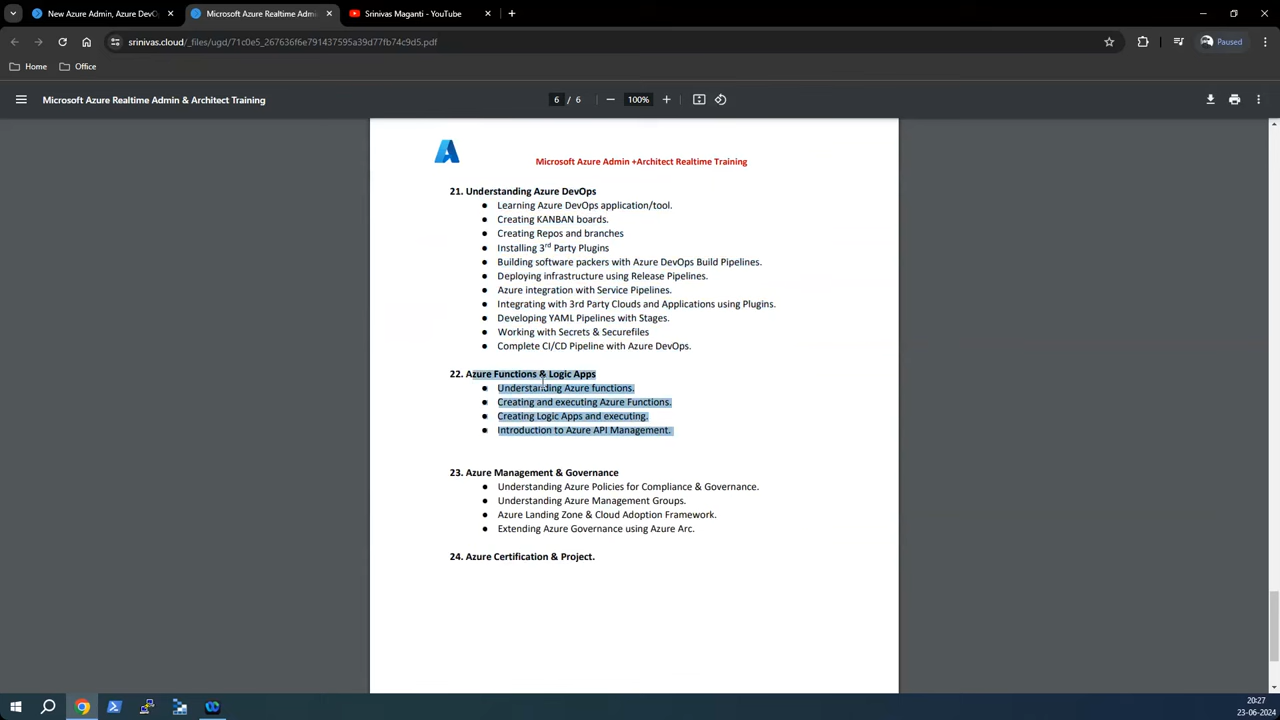 New Azure Admin, Azure DevO
Microsoft Azure Realtime Admin
Srinivas Maganti - YouTube
srinivas.cloud/_files/ugd/71c0e5_267636f6e791437595a39d77fb74c9d5.pdf
Paused
Home
Office
Microsoft Azure Realtime Admin & Architect Training
6 / 6
100%
Microsoft Azure Admin +Architect Realtime Training
21. Understanding Azure DevOps
● Learning Azure DevOps application/tool.
● Creating KANBAN boards.
● Creating Repos and branches
● Installing 3rd Party Plugins
● Building software packers with Azure DevOps Build Pipelines.
● Deploying infrastructure using Release Pipelines.
● Azure integration with Service Pipelines.
● Integrating with 3rd Party Clouds and Applications using Plugins.
● Developing YAML Pipelines with Stages.
● Working with Secrets & Securefiles
● Complete CI/CD Pipeline with Azure DevOps.
22. Azure Functions & Logic Apps
● Understanding Azure functions.
● Creating and executing Azure Functions.
● Creating Logic Apps and executing.
● Introduction to Azure API Management.
23. Azure Management & Governance
● Understanding Azure Policies for Compliance & Governance.
● Understanding Azure Management Groups.
● Azure Landing Zone & Cloud Adoption Framework.
● Extending Azure Governance using Azure Arc.
24. Azure Certification & Project.
20:27
23-06-2024